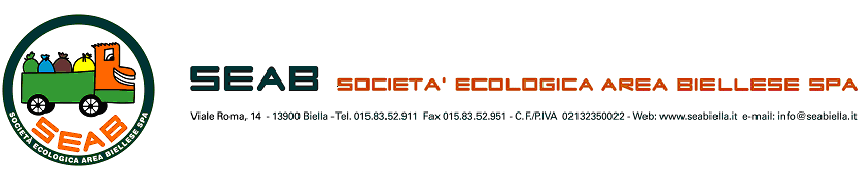 SEAB
SOCIETÀ ECOLOGICA AREA BIELLESE SPA
SEAB SOCIETA' ECOLOGICA AREA BIELLESE SPA
Viale Roma, 14 - 13900 Biella - Tel. 015.83.52.911 Fax 015.83.52.951 - C.F./P.IVA 02132350022 - Web: www.seabiella.it e-mail: info@seabiella.it